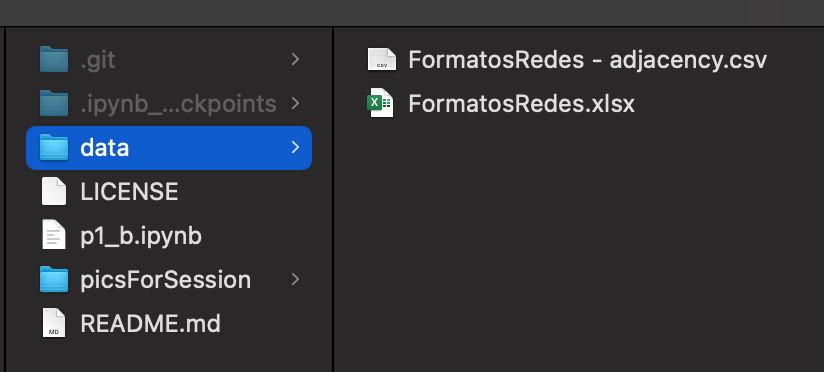 .git
.ipynb_...ckpoints
data
LICENSE
p1_b.ipynb
picsForSession
README.md
FormatosRedes - adjacency.csv
FormatosRedes.xlsx